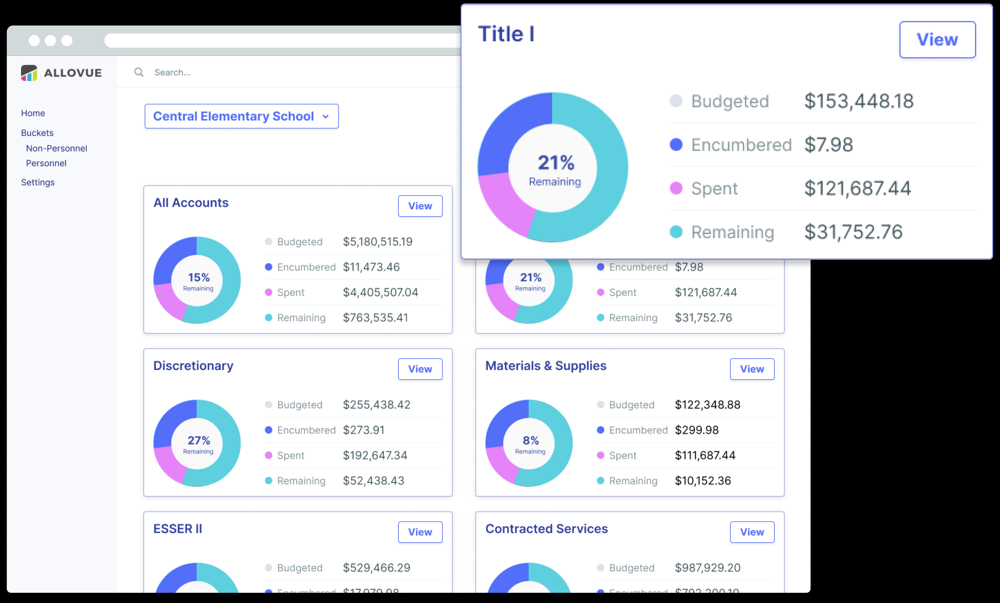 Title I
View
Budgeted $153,448.18
Encumbered $7.98
Spent $121,687.44
Remaining $31,752.76
21%
Remaining
ALLOVUE
Search...
Home
Buckets
Non-Personnel
Personnel
Settings
Central Elementary School
All Accounts
View
15%
Remaining
Budgeted $5,180,515.19
Encumbered $11,473.46
Spent $4,405,507.04
Remaining $763,535.41
21%
Remaining
Encumbered $7.98
Spent $121,687.44
Remaining $31,752.76
Discretionary
View
27%
Remaining
Budgeted $255,438.42
Encumbered $273.91
Spent $192,647.34
Remaining $52,438.43
Materials & Supplies
View
8%
Remaining
Budgeted $122,348.88
Encumbered $299.98
Spent $111,687.44
Remaining $10,152.36
ESSER II
View
Budgeted $529,466.29
Encumbered $17,979.98
Contracted Services
View
Budgeted $987,929.20
Encumbered